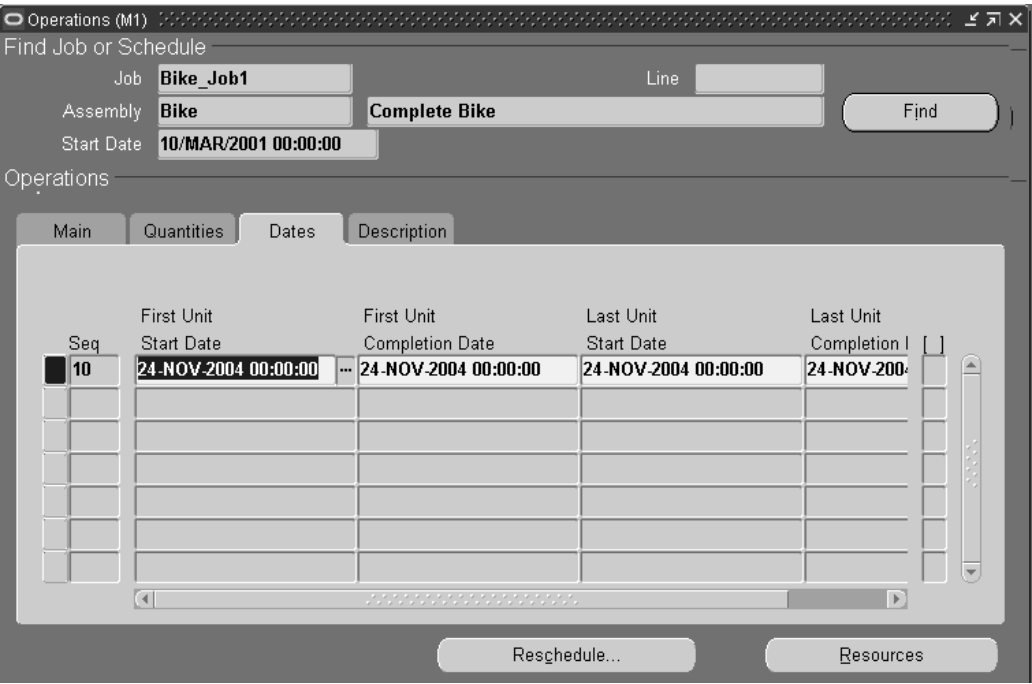 Operations (M1)
Find Job or Schedule
Job Bike_Job1 Line
Assembly Bike Complete Bike Find
Start Date 10/MAR/2001 00:00:00
Operations
Main Quantities Dates Description
First Unit First Unit Last Unit Last Unit
Seq Start Date Completion Date Start Date Completion [ ]
10 24-NOV-2004 00:00:00 ... 24-NOV-2004 00:00:00 24-NOV-2004 00:00:00 24-NOV-200
Reschedule... Resources